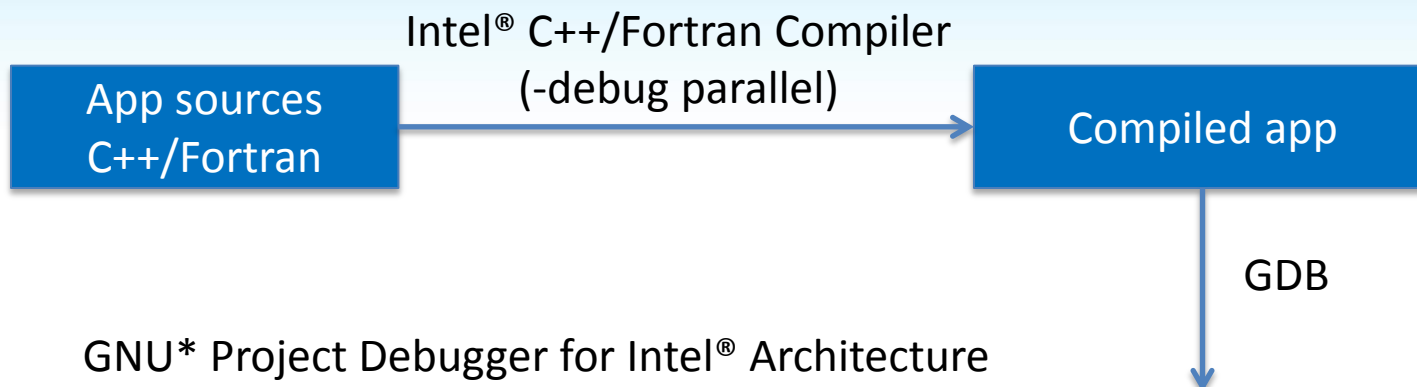 Intel® C++/Fortran Compiler
(-debug parallel)
App sources
C++/Fortran
Compiled app
GDB
GNU* Project Debugger for Intel® Architecture